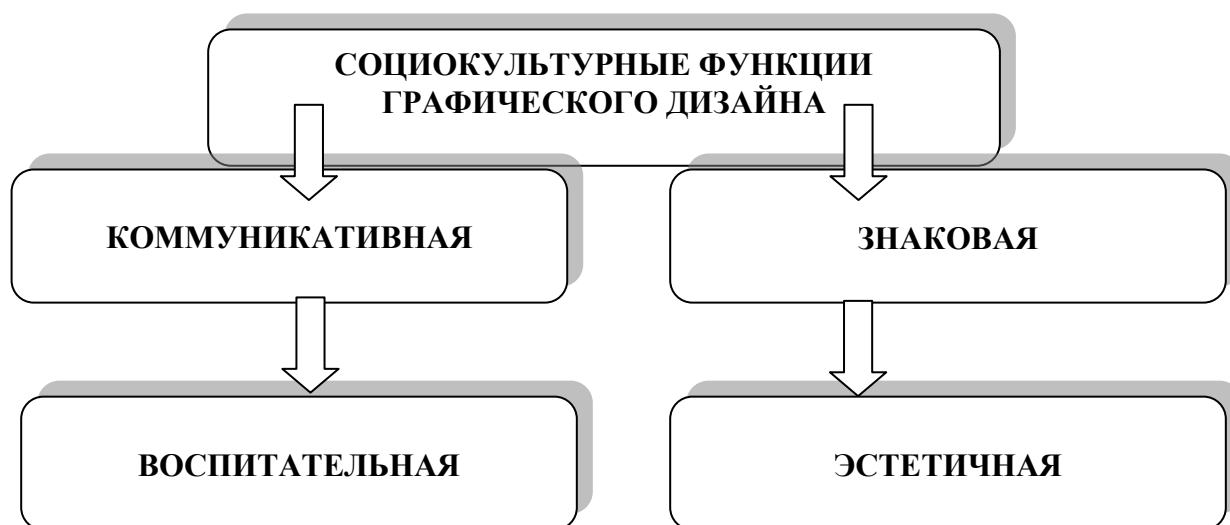 СОЦИОКУЛЬТУРНЫЕ ФУНКЦИИ
ГРАФИЧЕСКОГО ДИЗАЙНА
КОММУНИКАТИВНАЯ
ЗНАКОВАЯ
ВОСПИТАТЕЛЬНАЯ
ЭСТЕТИЧНАЯ